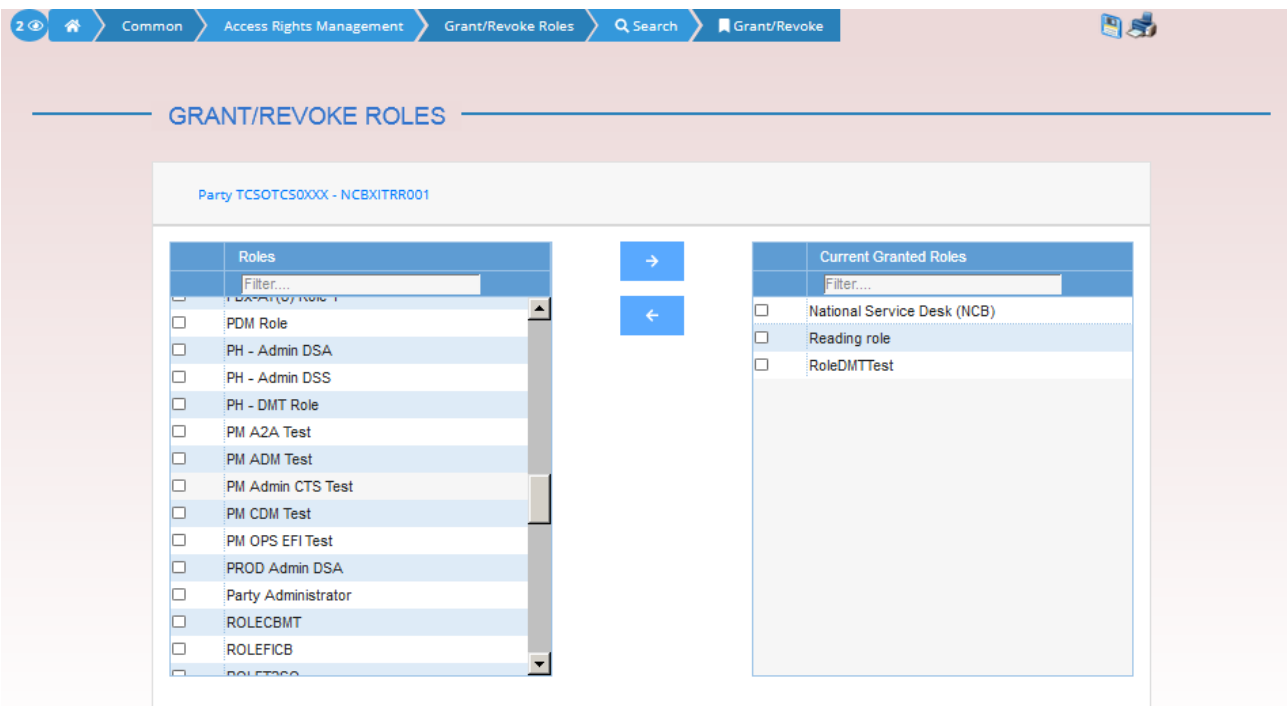 2
Common
Access Rights Management
Grant/Revoke Roles
Search
Grant/Revoke
GRANT/REVOKE ROLES
Party TCSOTCS0XXX - NCBXITRR001
Roles
Filter....
PDM Role
PH - Admin DSA
PH - Admin DSS
PH - DMT Role
PM A2A Test
PM ADM Test
PM Admin CTS Test
PM CDM Test
PM OPS EFI Test
PROD Admin DSA
Party Administrator
ROLECBMT
ROLEFICB
Current Granted Roles
Filter....
National Service Desk (NCB)
Reading role
RoleDMTTest